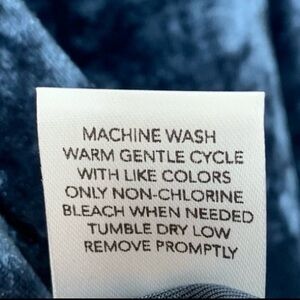 MACHINE WASH
WARM GENTLE CYCLE
WITH LIKE COLORS
ONLY NON-CHLORINE
BLEACH WHEN NEEDED
TUMBLE DRY LOW
REMOVE PROMPTLY